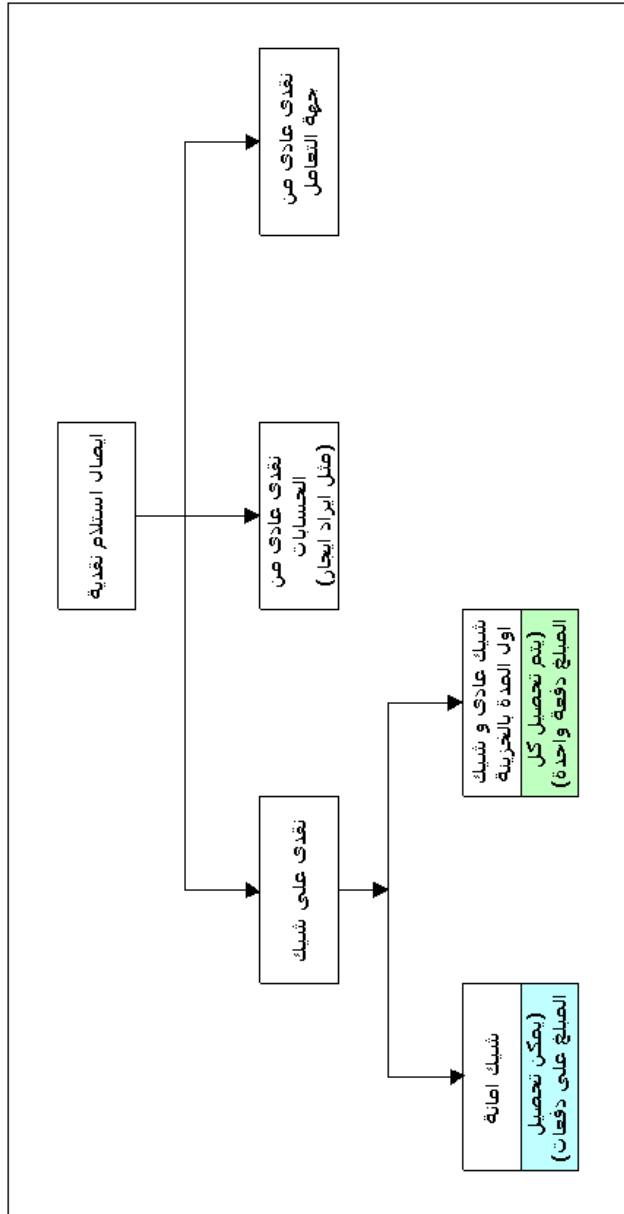 ايصال استلام نقدية
نقدى عادى من
جهة التعامل
نقدى عادى من
الحسابات
(مثل ايراد ايجار)
نقدى على شيك
شيك عادى و شيك
اول المدة بالخزينة
(يتم تحصيل كل
المبلغ دفعة واحدة)
شيك امانة
(يمكن تحصيل
المبلغ على دفعات)